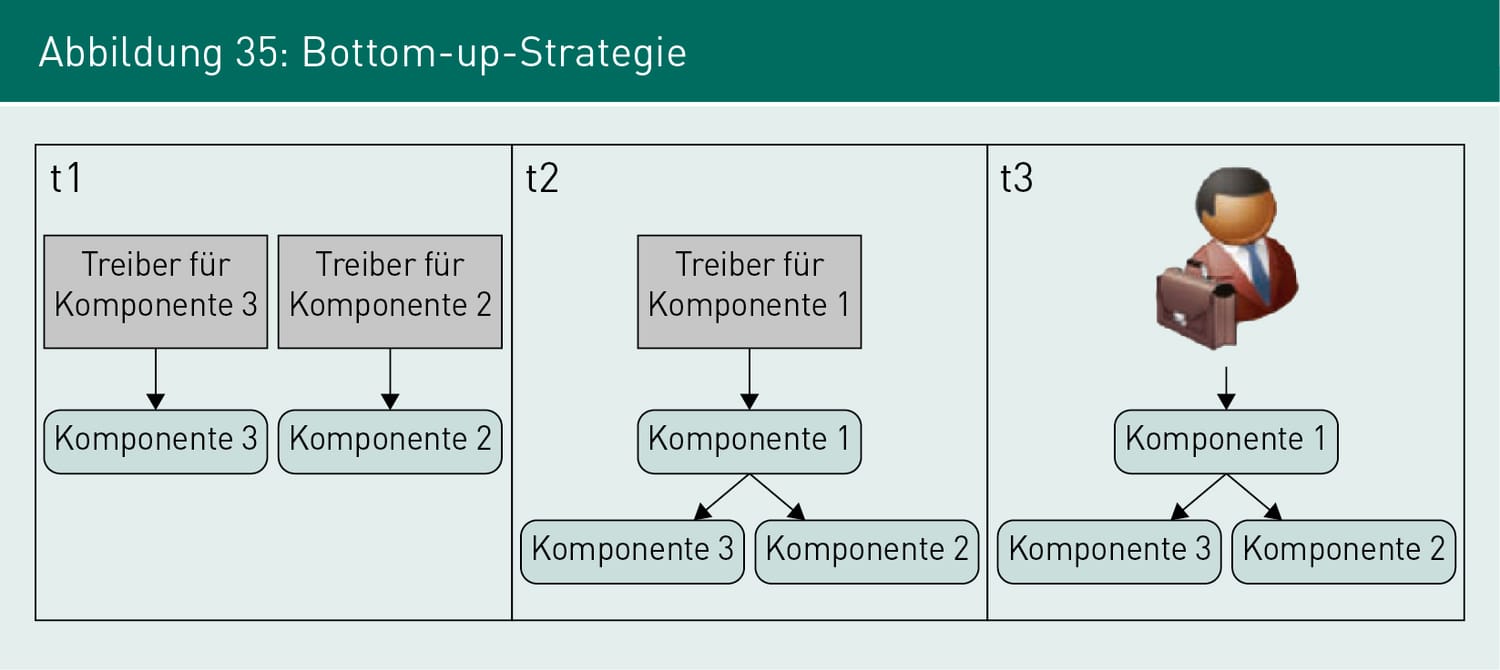 Abbildung 35: Bottom-up-Strategie
t1
Treiber für
Komponente 3
Treiber für
Komponente 2
Komponente 3
Komponente 2
t2
Treiber für
Komponente 1
Komponente 1
Komponente 3
Komponente 2
t3
Komponente 1
Komponente 3
Komponente 2